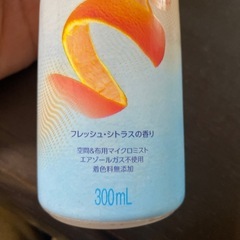 フレッシュ・シトラスの香り
空間&布用マイクロミスト
エアゾールガス不使用
着色料無添加
300mL